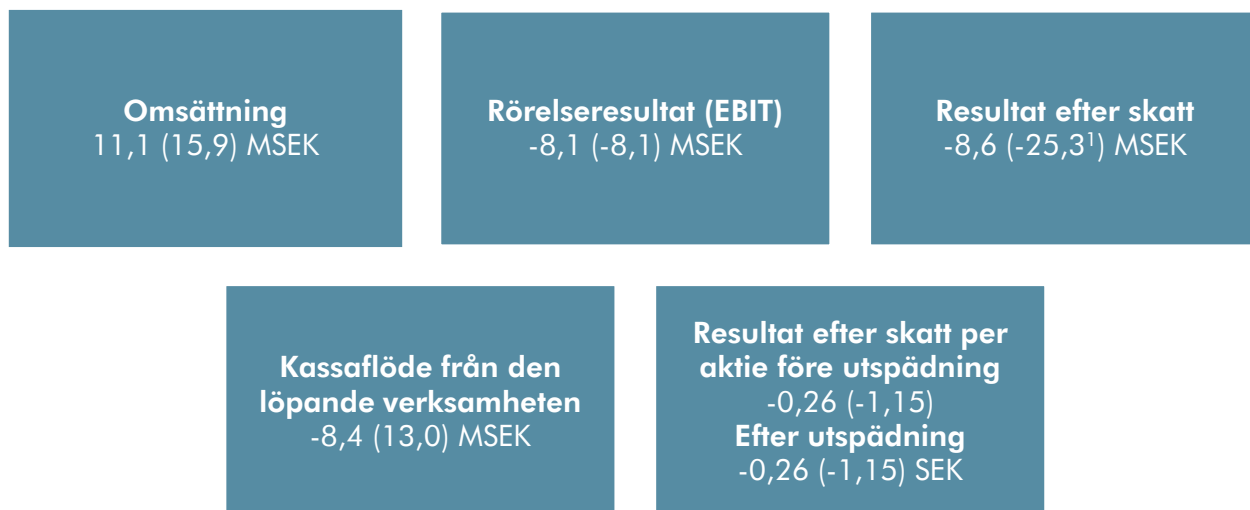 Omsättning
11,1 (15,9) MSEK
Rörelseresultat (EBIT)
-8,1 (-8,1) MSEK
Resultat efter skatt
-8,6 (-25,3¹) MSEK
Kassaflöde från den
löpande verksamheten
-8,4 (13,0) MSEK
Resultat efter skatt per
aktie före utspädning
-0,26 (-1,15)
Efter utspädning
-0,26 (-1,15) SEK